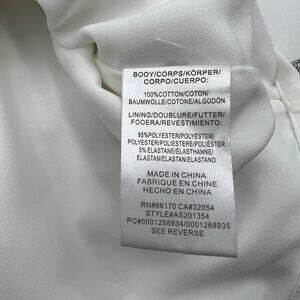 BODY/CORPS/KÖRPER/
CORPO/CUERPO:
100%COTTON/COTON/
BAUMWOLLE/COTONE/ALGODÓN
LINING/DOUBLURE/FUTTER/
FODERA/REVESTIMIENTO:
95%POLYESTER/POLYESTER/
POLYESTER/POLIESTERE/POLIÉSTER
5% ELASTANE/ÉLASTHANNE/
ELASTAN/ELASTAN/ELASTANO
MADE IN CHINA
FABRIQUE EN CHINE
HECHO EN CHINA
RN#66170 CA#32054
STYLE#AS201354
PO#0001268934/0001268935
SEE REVERSE